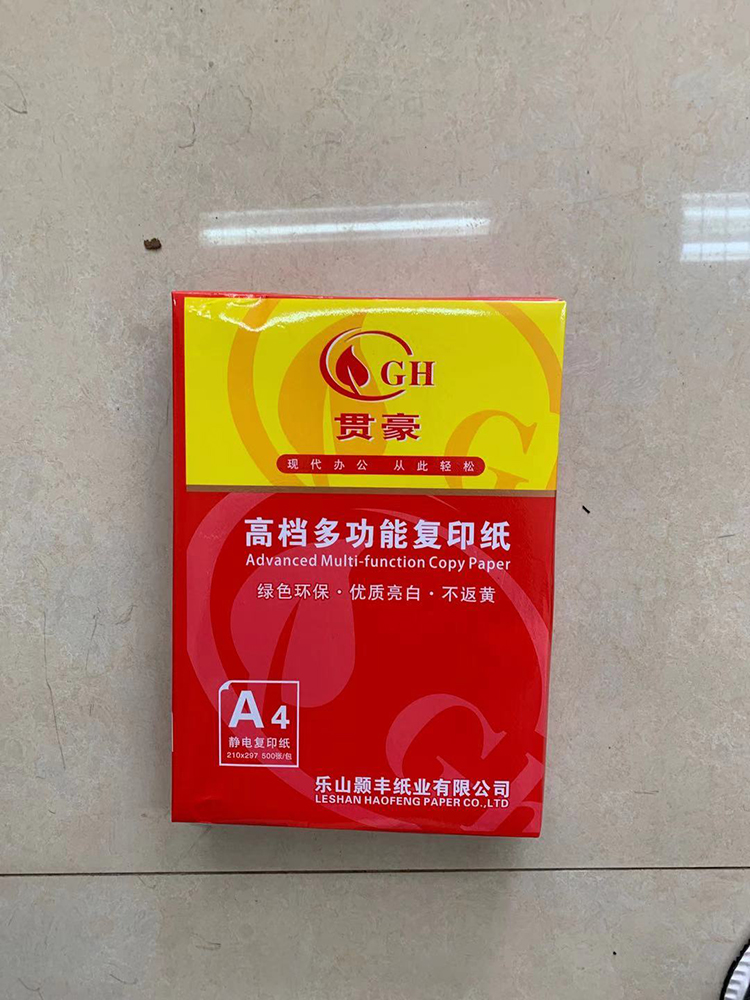 GH
贯豪
现代办公 从此轻松
高档多功能复印纸
Advanced Multi-function Copy Paper
绿色环保·优质亮白·不返黄
A4
静电复印纸
210x297 500张/包
乐山颢丰纸业有限公司
LESHAN HAOFENG PAPER CO.,LTD